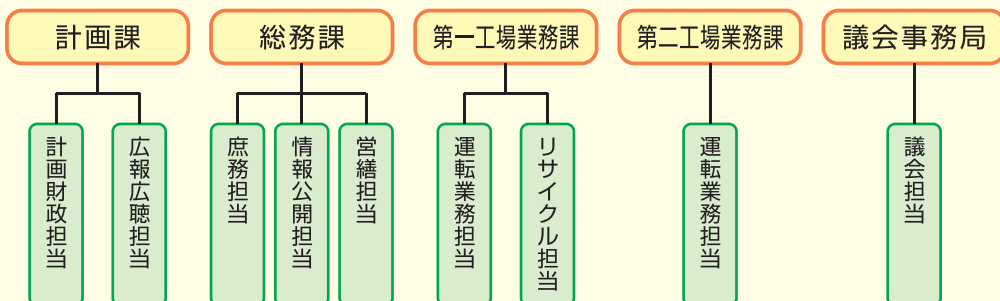 計画課
総務課
第一工場業務課
第二工場業務課
議会事務局
計画財政担当
広報広聴担当
庶務担当
情報公開担当
営繕担当
運転業務担当
リサイクル担当
運転業務担当
議会担当